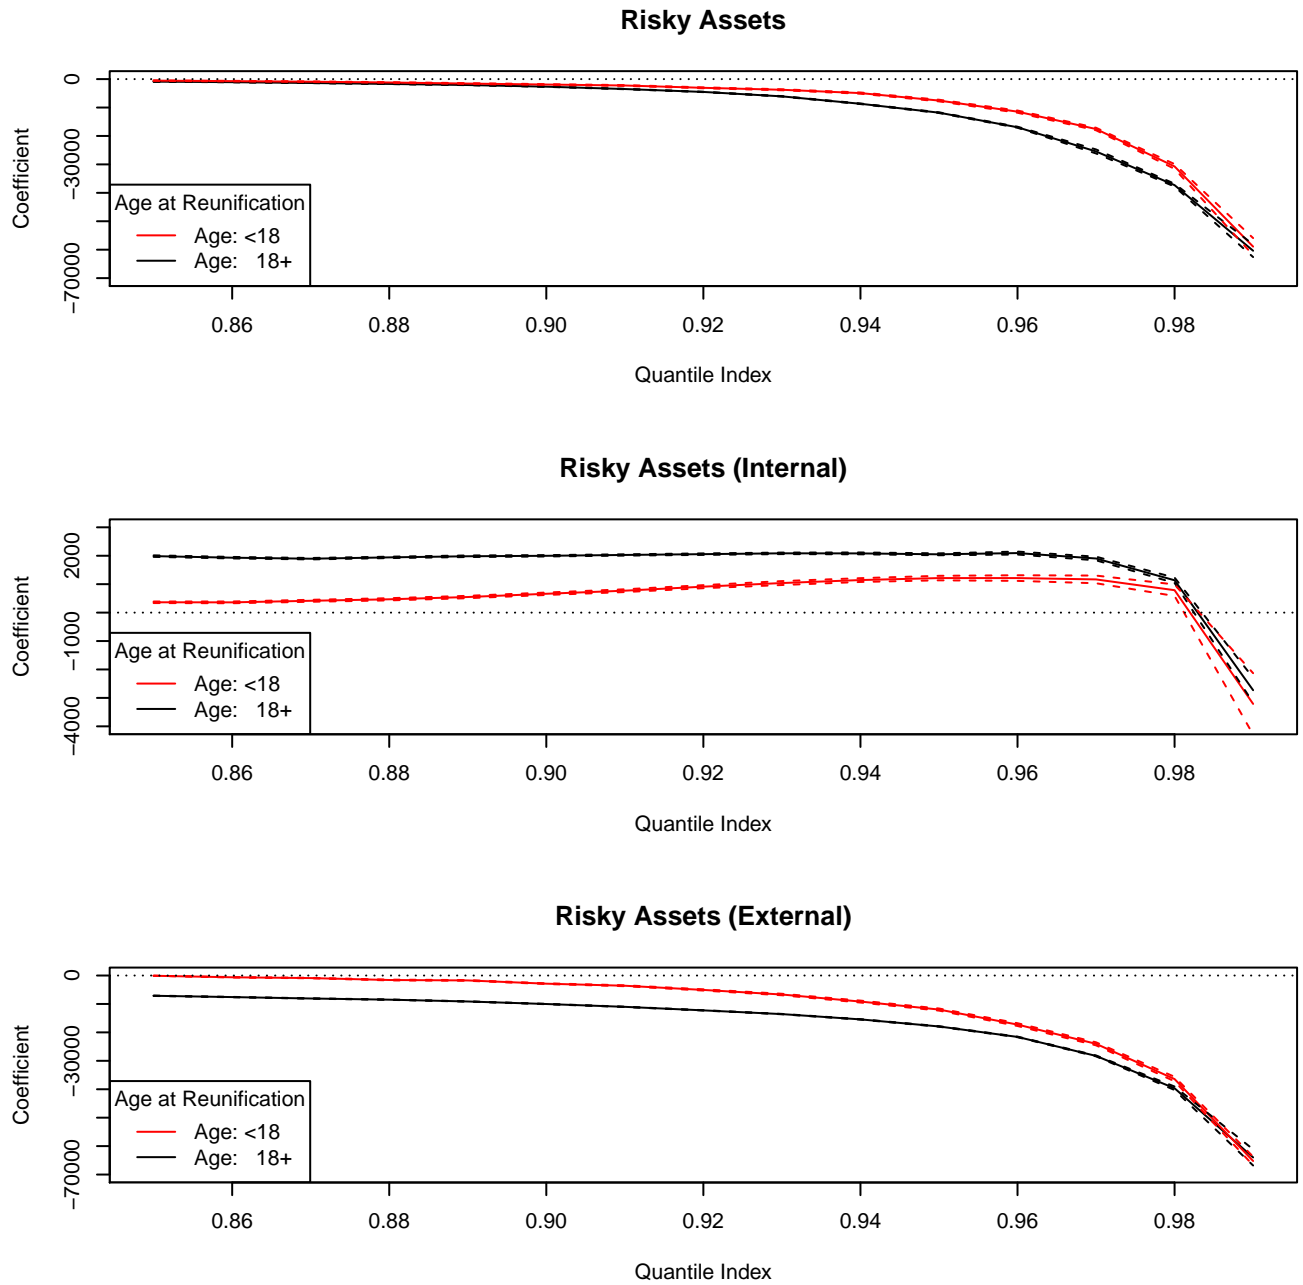 Risky Assets
Coefficient
0
−30000
−70000
Age at Reunification
Age: <18
Age: 18+
0.86 0.88 0.90 0.92 0.94 0.96 0.98
Quantile Index
Risky Assets (Internal)
Coefficient
2000
−1000
−4000
Age at Reunification
Age: <18
Age: 18+
0.86 0.88 0.90 0.92 0.94 0.96 0.98
Quantile Index
Risky Assets (External)
Coefficient
0
−30000
−70000
Age at Reunification
Age: <18
Age: 18+
0.86 0.88 0.90 0.92 0.94 0.96 0.98
Quantile Index